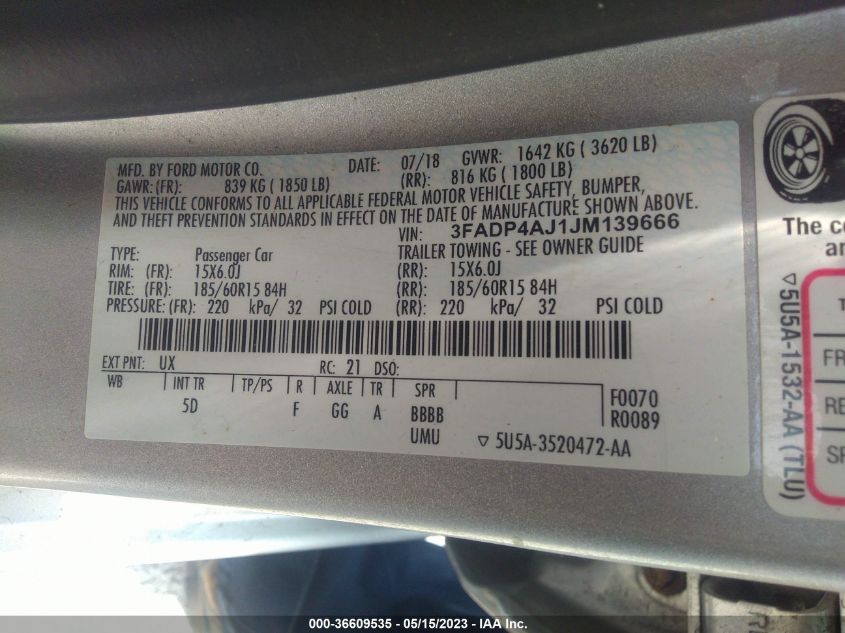 MFD. BY FORD MOTOR CO. DATE: 07/18 GVWR: 1642 KG ( 3620 LB)
GAWR: (FR): 839 KG ( 1850 LB) (RR): 816 KG ( 1800 LB)
THIS VEHICLE CONFORMS TO ALL APPLICABLE FEDERAL MOTOR VEHICLE SAFETY, BUMPER,
AND THEFT PREVENTION STANDARDS IN EFFECT ON THE DATE OF MANUFACTURE SHOWN ABOVE.
VIN: 3FADP4AJ1JM139666
TYPE: Passenger Car TRAILER TOWING - SEE OWNER GUIDE
RIM: (FR): 15X6.0J (RR): 15X6.0J
TIRE: (FR): 185/60R15 84H (RR): 185/60R15 84H
PRESSURE: (FR): 220 kPa/ 32 PSI COLD (RR): 220 kPa/ 32 PSI COLD
EXT PNT: UX RC: 21 DSO:
WB INT TR TP/PS R AXLE TR SPR F0070
5D F GG A BBBB R0089
UMU ▽ 5U5A-3520472-AA
The co
an
▽5U5A-1532-AA (TLU)
T
FR
RE
SP
000-36609535 - 05/15/2023 - IAA Inc.